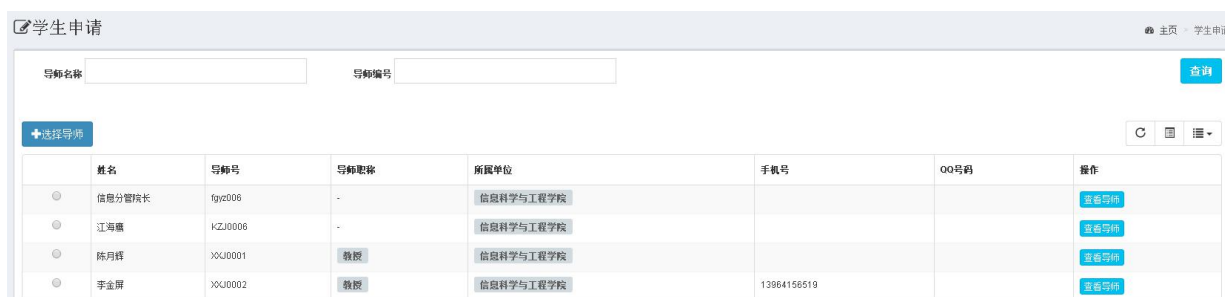 学生申请
主页 > 学生申请
导师名称 导师编号 查询
选择导师
姓名 导师号 导师职称 所属单位 手机号 QQ号码 操作
信息分管院长 fgyz006 - 信息科学与工程学院 查看导师
江海鹰 KZJ0006 - 信息科学与工程学院 查看导师
陈月辉 XXJ0001 教授 信息科学与工程学院 查看导师
李金屏 XXJ0002 教授 信息科学与工程学院 13964156519 查看导师